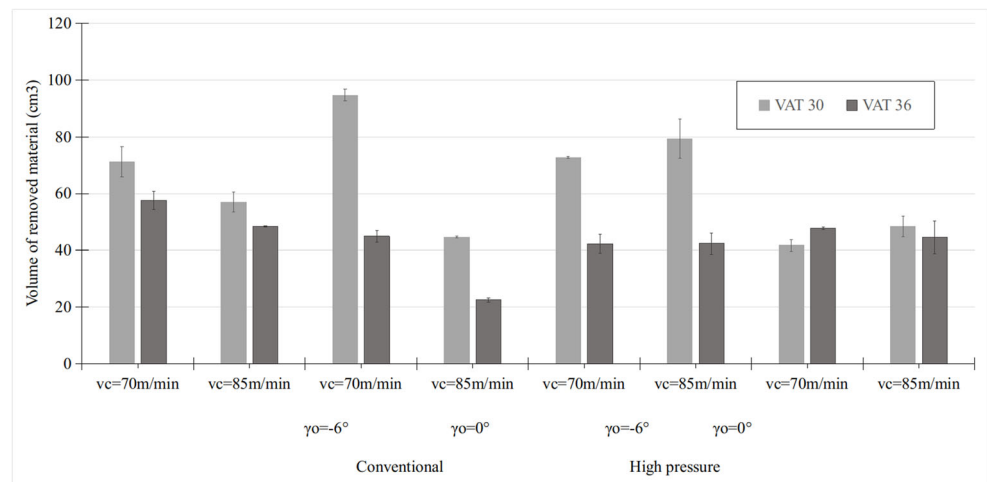 120
100
80
60
40
20
0
Volume of removed material (cm3)
VAT 30 VAT 36
vc=70m/min vc=85m/min vc=70m/min vc=85m/min vc=70m/min vc=85m/min vc=70m/min vc=85m/min
γo=-6° γo=0° γo=-6° γo=0°
Conventional High pressure